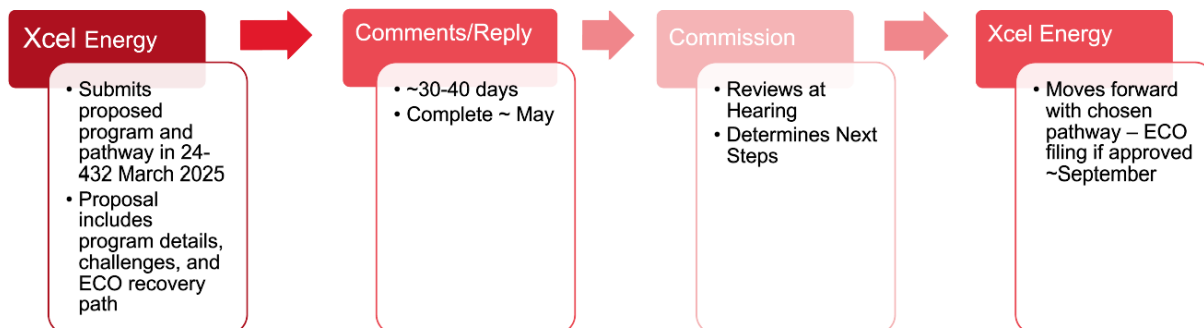 Xcel Energy
• Submits
proposed
program and
pathway in 24-
432 March 2025
• Proposal
includes
program details,
challenges, and
ECO recovery
path
Comments/Reply
• ~30-40 days
• Complete ~ May
Commission
• Reviews at
Hearing
• Determines Next
Steps
Xcel Energy
• Moves forward
with chosen
pathway – ECO
filing if approved
~September